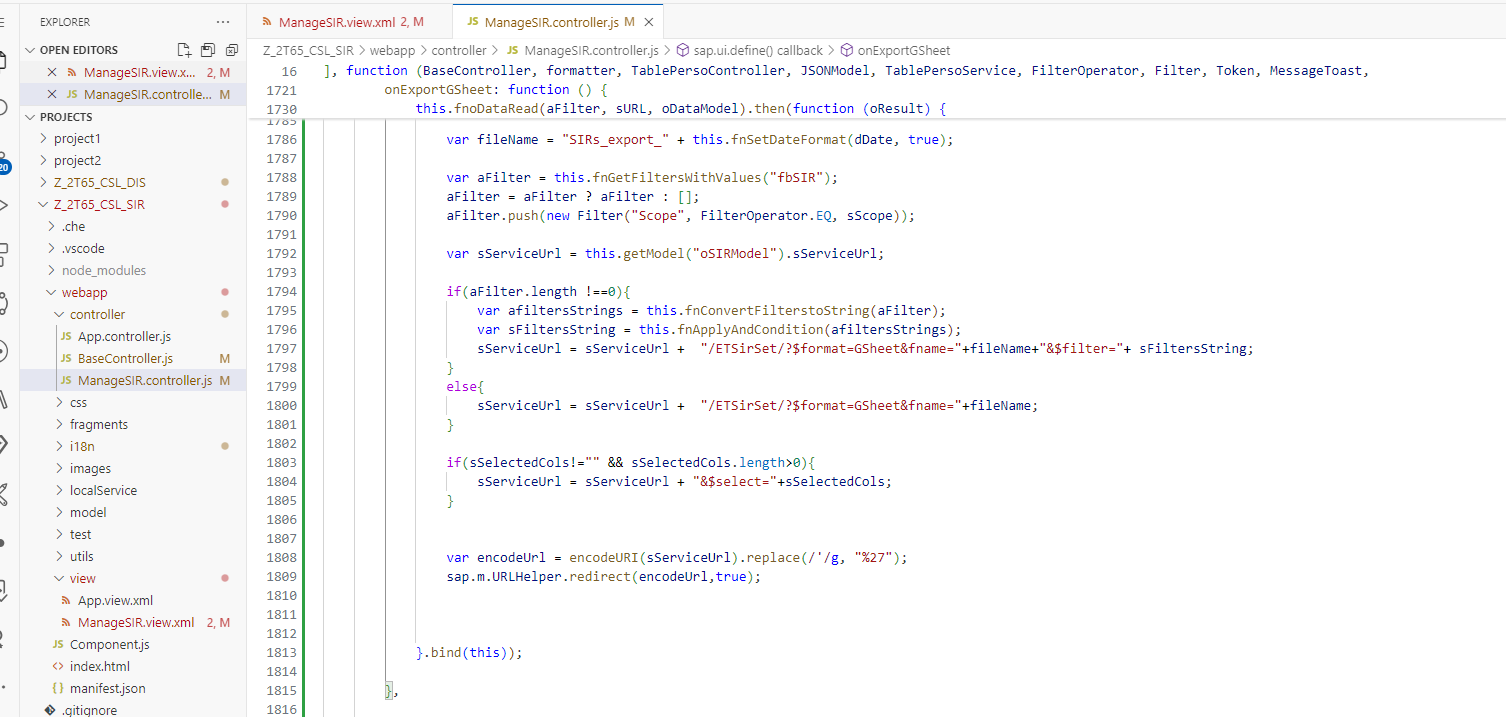 EXPLORER
...
OPEN EDITORS
ManageSIR.view.x... 2, M
JS ManageSIR.controlle... M
PROJECTS
project1
project2
Z_2T65_CSL_DIS
Z_2T65_CSL_SIR
.che
.vscode
node_modules
webapp
controller
JS App.controller.js
JS BaseController.js M
JS ManageSIR.controller.js M
css
fragments
i18n
images
localService
model
test
utils
view
App.view.xml
ManageSIR.view.xml 2, M
JS Component.js
<> index.html
{} manifest.json
.gitignore
20
ManageSIR.view.xml 2, M
JS ManageSIR.controller.js M
Z_2T65_CSL_SIR > webapp > controller > JS ManageSIR.controller.js > sap.ui.define() callback > onExportGSheet
16 ], function (BaseController, formatter, TablePersoController, JSONModel, TablePersoService, FilterOperator, Filter, Token, MessageToast,
1721 onExportGSheet: function () {
1730 this.fnoDataRead(aFilter, sURL, oDataModel).then(function (oResult) {
1785
1786 var fileName = "SIRs_export_" + this.fnSetDateFormat(dDate, true);
1787
1788 var aFilter = this.fnGetFiltersWithValues("fbSIR");
1789 aFilter = aFilter ? aFilter : [];
1790 aFilter.push(new Filter("Scope", FilterOperator.EQ, sScope));
1791
1792 var sServiceUrl = this.getModel("oSIRModel").sServiceUrl;
1793
1794 if(aFilter.length !==0){
1795 var afiltersStrings = this.fnConvertFilterstoString(aFilter);
1796 var sFiltersString = this.fnApplyAndCondition(afiltersStrings);
1797 sServiceUrl = sServiceUrl + "/ETSirSet/?$format=GSheet&fname="+fileName+"&$filter="+ sFiltersString;
1798 }
1799 else{
1800 sServiceUrl = sServiceUrl + "/ETSirSet/?$format=GSheet&fname="+fileName;
1801 }
1802
1803 if(sSelectedCols!="" && sSelectedCols.length>0){
1804 sServiceUrl = sServiceUrl + "&$select="+sSelectedCols;
1805 }
1806
1807
1808 var encodeUrl = encodeURI(sServiceUrl).replace(/'/g, "%27");
1809 sap.m.URLHelper.redirect(encodeUrl,true);
1810
1811
1812
1813 }.bind(this));
1814
1815 },
1816